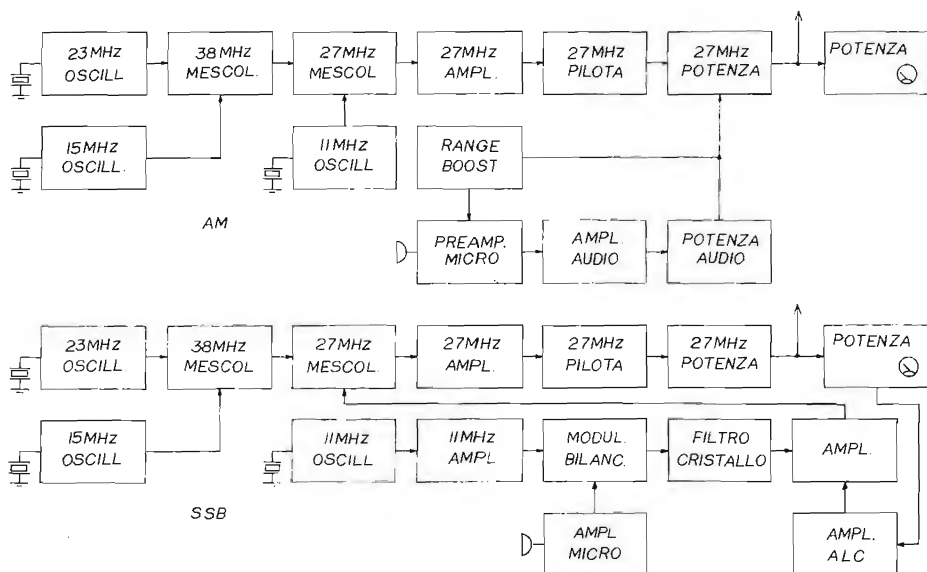 23MHz
OSCILL
38MHz
MESCOL.
27MHz
MESCOL
27MHz
AMPL.
27MHz
PILOTA
27MHz
POTENZA
POTENZA
15MHz
OSCILL.
11MHz
OSCILL
RANGE
BOOST
AM
PREAMP.
MICRO
AMPL.
AUDIO
POTENZA
AUDIO
23MHz
OSCILL.
38MHz
MESCOL
27MHz
MESCOL.
27MHz
AMPL.
27MHz
PILOTA
27MHz
POTENZA
POTENZA
15MHz
OSCILL
11MHz
OSCILL
11MHz
AMPL
MODUL.
BILANC.
FILTRO
CRISTALLO
AMPL.
SSB
AMPL
MICRO
AMPL.
ALC